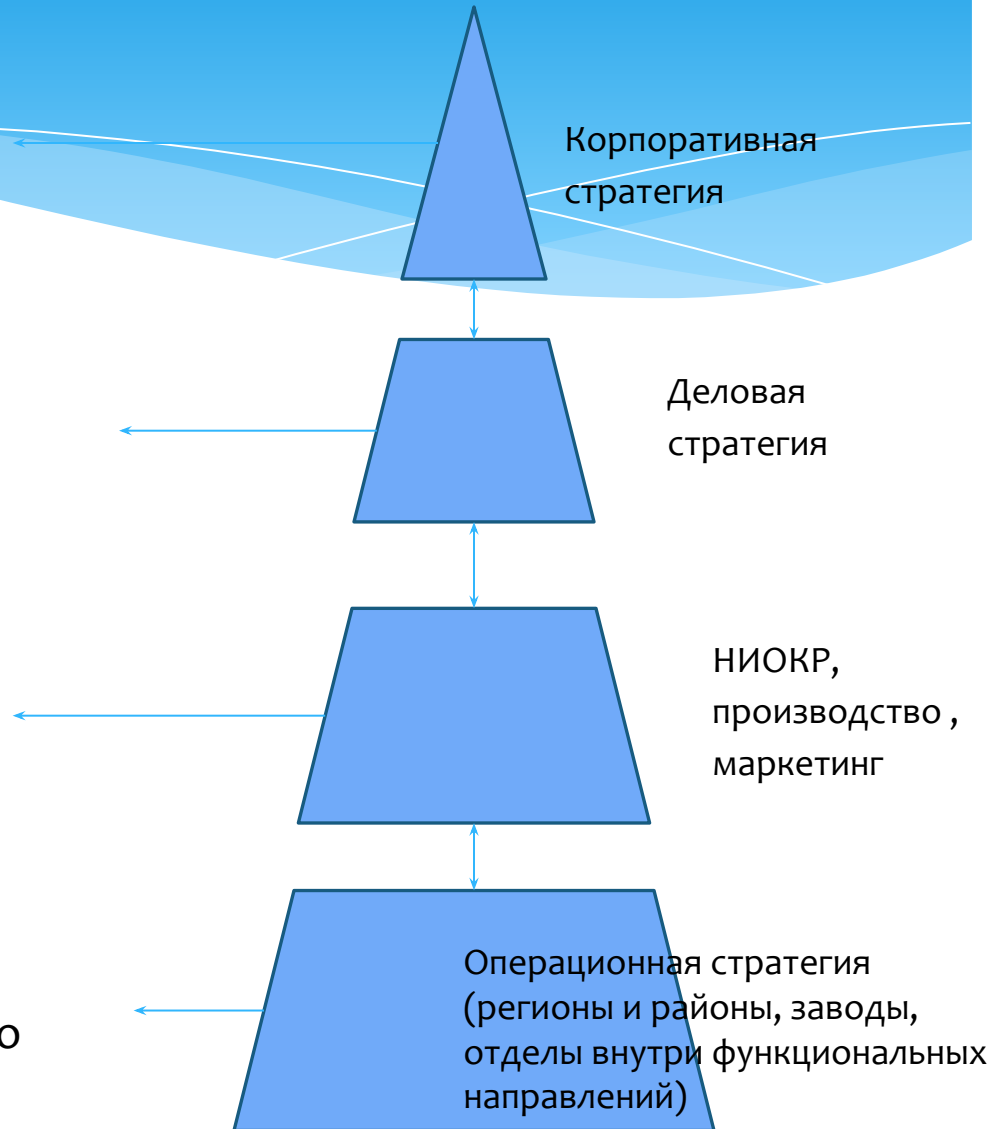 Корпоративная
стратегия
Деловая
стратегия
НИОКР,
производство ,
маркетинг
Операционная стратегия
(регионы и районы, заводы,
отделы внутри функциональных
направлений)
о